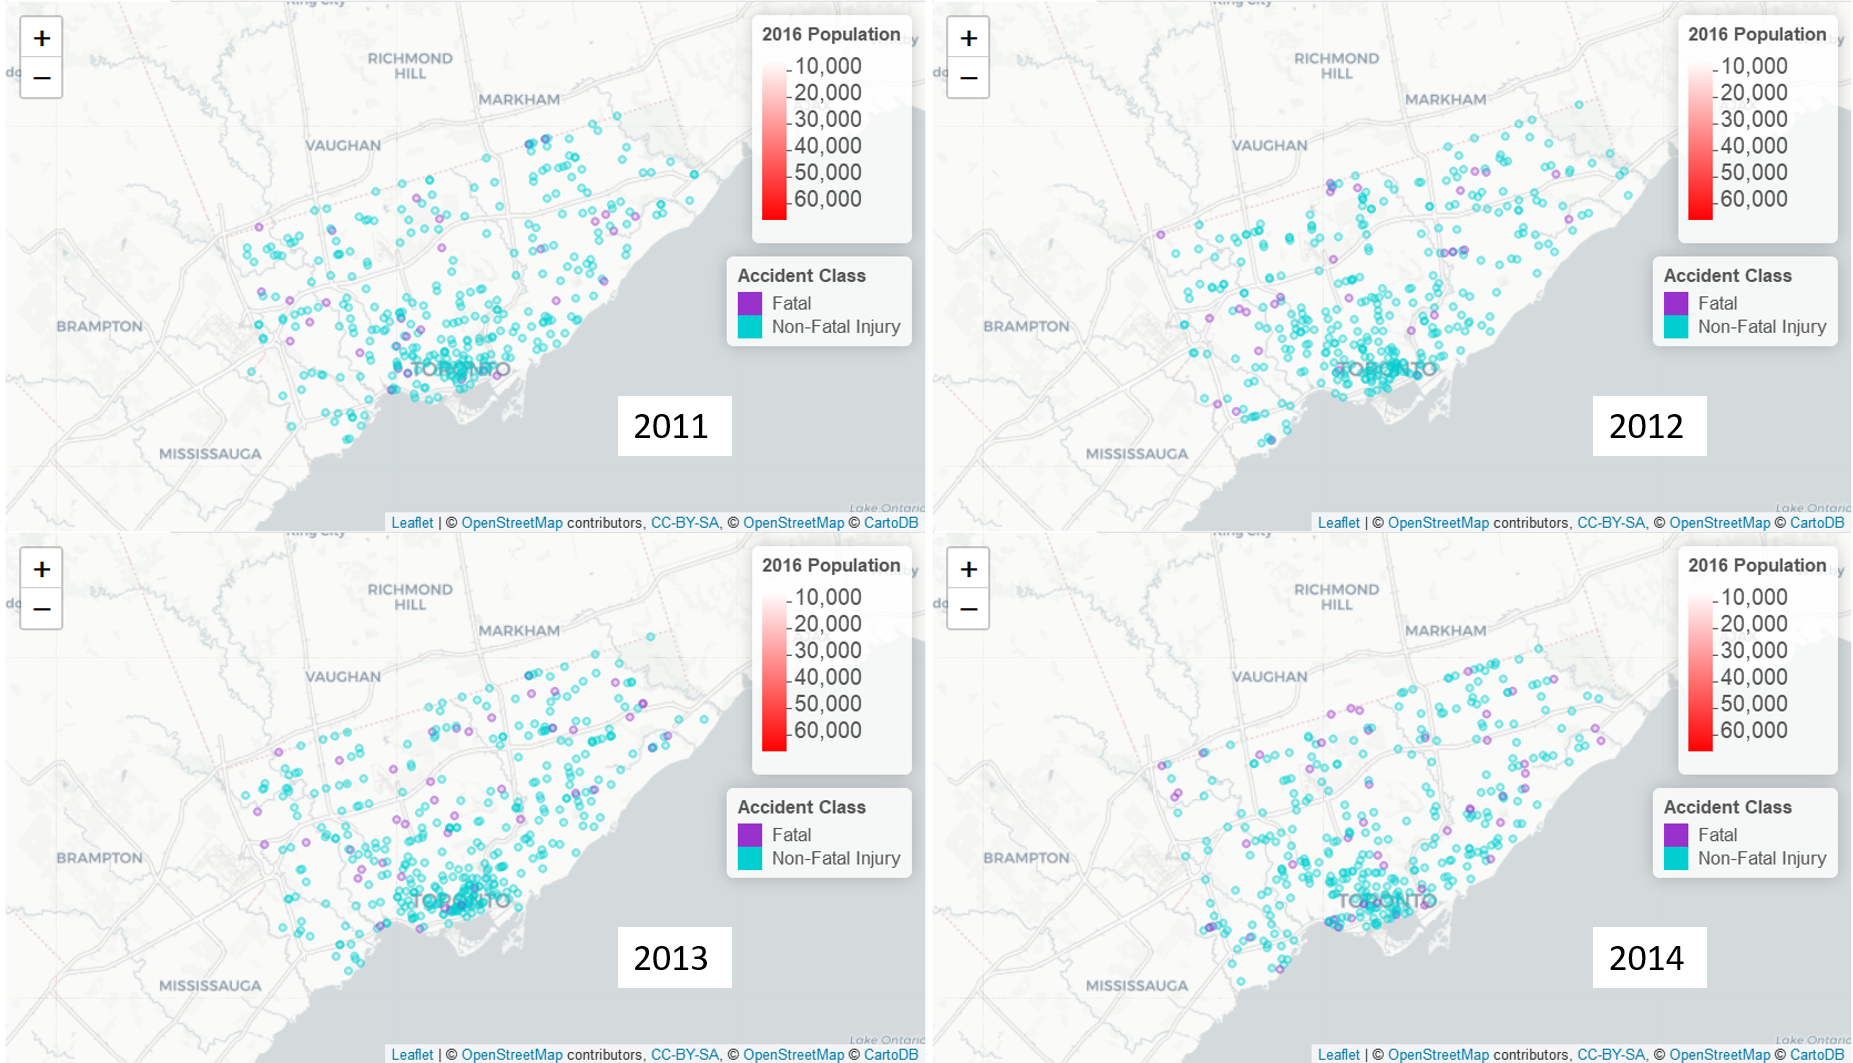 King City
RICHMOND
HILL
MARKHAM
VAUGHAN
BRAMPTON
TORONTO
MISSISSAUGA
+
−
2016 Population
10,000
20,000
30,000
40,000
50,000
60,000
Accident Class
Fatal
Non-Fatal Injury
2011
Lake Ontario
Leaflet | © OpenStreetMap contributors, CC-BY-SA, © OpenStreetMap © CartoDB
King City
RICHMOND
HILL
MARKHAM
VAUGHAN
BRAMPTON
TORONTO
MISSISSAUGA
+
−
2016 Population
10,000
20,000
30,000
40,000
50,000
60,000
Accident Class
Fatal
Non-Fatal Injury
2012
Lake Ontario
Leaflet | © OpenStreetMap contributors, CC-BY-SA, © OpenStreetMap © CartoDB
King City
RICHMOND
HILL
MARKHAM
VAUGHAN
BRAMPTON
TORONTO
MISSISSAUGA
+
−
2016 Population
10,000
20,000
30,000
40,000
50,000
60,000
Accident Class
Fatal
Non-Fatal Injury
2013
Lake Ontario
Leaflet | © OpenStreetMap contributors, CC-BY-SA, © OpenStreetMap © CartoDB
King City
RICHMOND
HILL
MARKHAM
VAUGHAN
BRAMPTON
TORONTO
MISSISSAUGA
+
−
2016 Population
10,000
20,000
30,000
40,000
50,000
60,000
Accident Class
Fatal
Non-Fatal Injury
2014
Lake Ontario
Leaflet | © OpenStreetMap contributors, CC-BY-SA, © OpenStreetMap © CartoDB